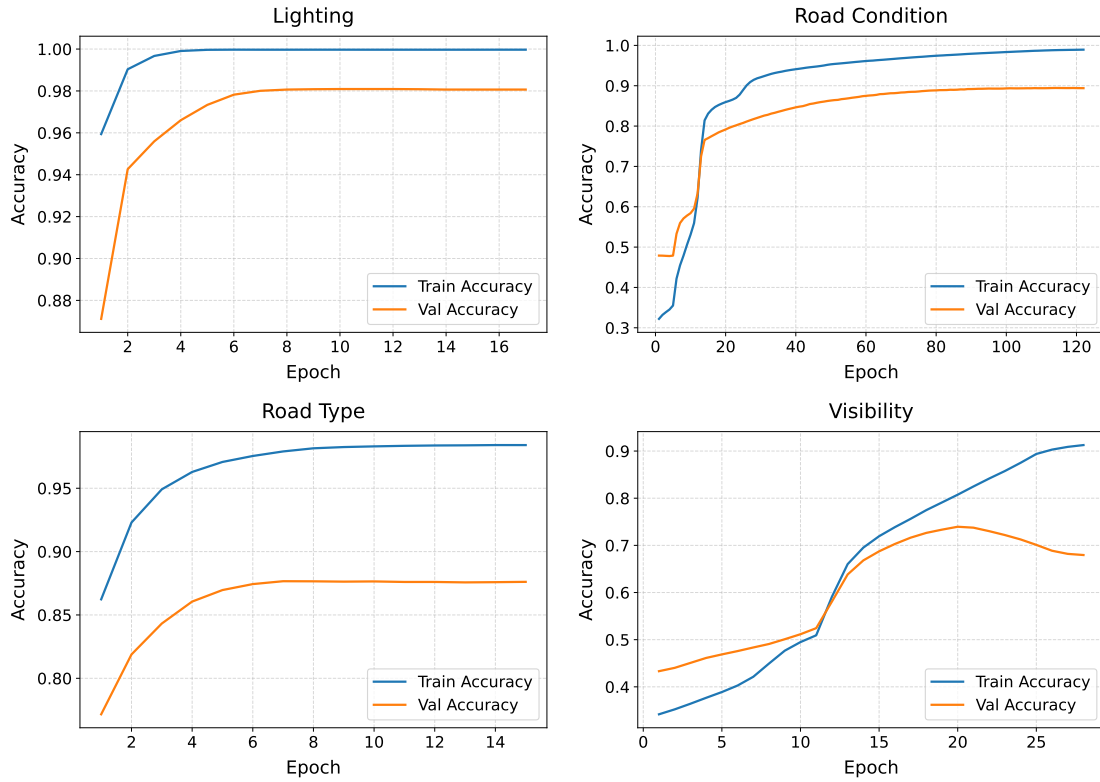 Lighting
1.00
0.98
0.96
0.94
0.92
0.90
0.88
Accuracy
2 4 6 8 10 12 14 16
Epoch
Train Accuracy
Val Accuracy
Road Condition
1.0
0.9
0.8
0.7
0.6
0.5
0.4
0.3
Accuracy
0 20 40 60 80 100 120
Epoch
Train Accuracy
Val Accuracy
Road Type
0.95
0.90
0.85
0.80
Accuracy
2 4 6 8 10 12 14
Epoch
Train Accuracy
Val Accuracy
Visibility
0.9
0.8
0.7
0.6
0.5
0.4
Accuracy
0 5 10 15 20 25
Epoch
Train Accuracy
Val Accuracy